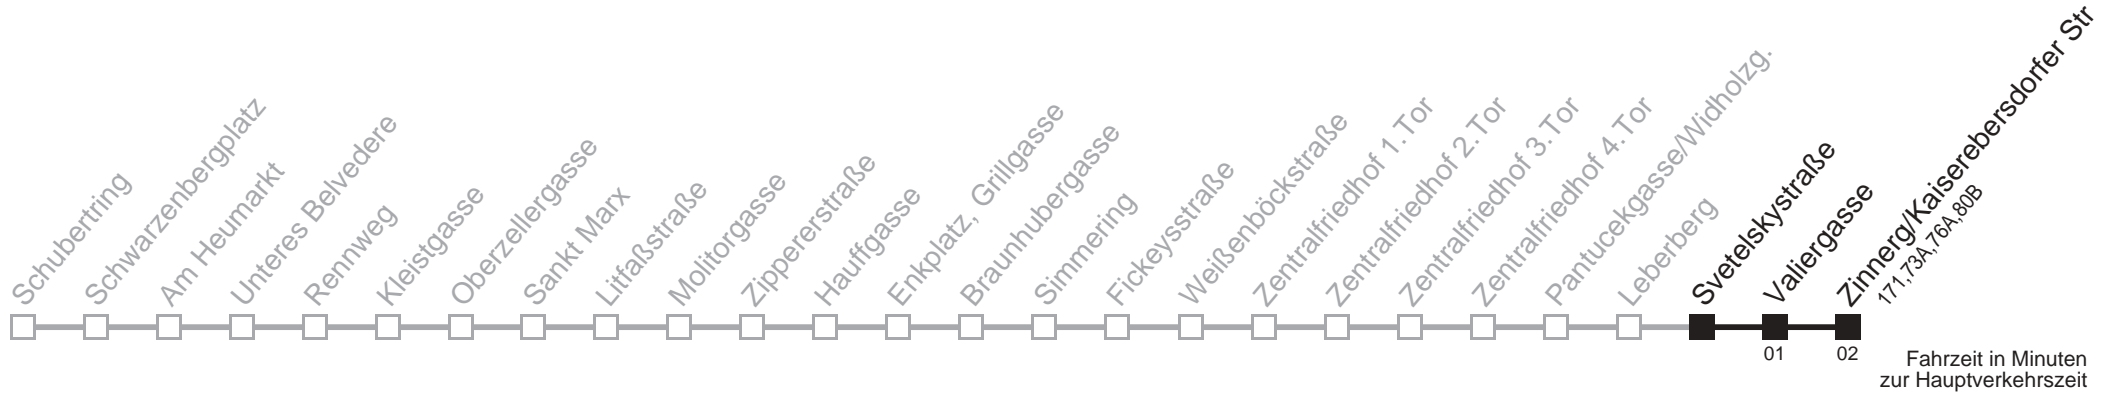 Schubertring
Schwarzenbergplatz
Am Heumarkt
Unteres Belvedere
Rennweg
Kleistgasse
Oberzellergasse
Sankt Marx
Litfaßstraße
Molitorgasse
Zippererstraße
Hauffgasse
Enkplatz, Grillgasse
Braunhubergasse
Simmering
Fickeysstraße
Weißenböckstraße
Zentralfriedhof 1.Tor
Zentralfriedhof 2.Tor
Zentralfriedhof 3.Tor
Zentralfriedhof 4.Tor
Pantucekgasse/Widholzg.
Leberberg
Svetelskystraße
Valiergasse
Zinnerg/Kaiserebersdorfer Str
171,73A,76A,80B
01
02
Fahrzeit in Minuten
zur Hauptverkehrszeit